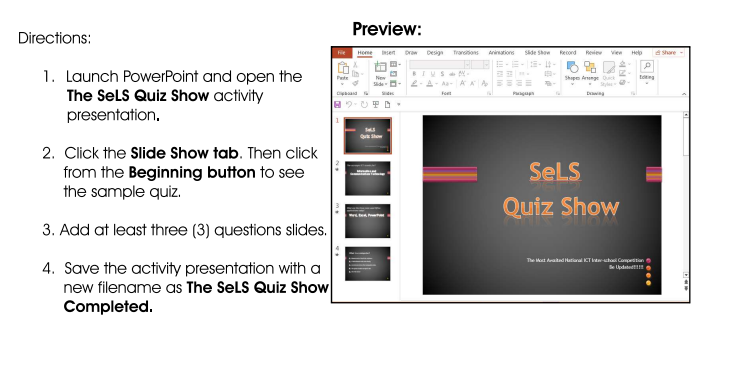 Directions:
1. Launch PowerPoint and open the
The SeLS Quiz Show activity
presentation.
2. Click the Slide Show tab. Then click
from the Beginning button to see
the sample quiz.
3. Add at least three (3) questions slides.
4. Save the activity presentation with a
new filename as The SeLS Quiz Show
Completed.
Preview:
File Home Insert Draw Design Transitions Animations Slide Show Record Review View Help Share
Paste New Slide Shapes Arrange Quick Styles Editing
Clipboard Slides Font Paragraph Drawing
1
SeLS
Quiz Show
2
3
Word, Excel, PowerPoint
4
SeLS
Quiz Show
The Most Awaited National ICT Inter-school Competition
Be Updated!!!!!!